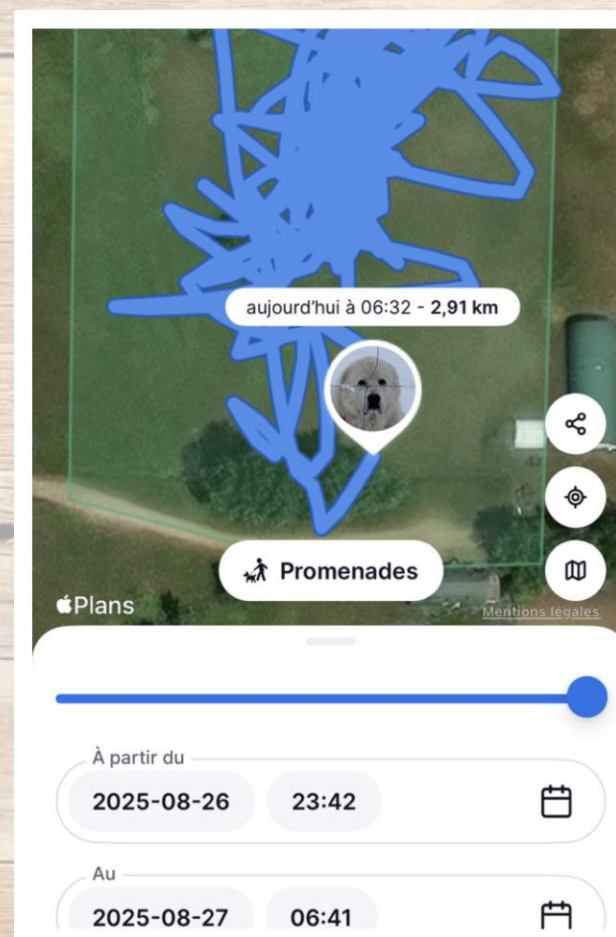 aujourd'hui à 06:32 - 2,91 km
Promenades
Plans
Mentions légales
À partir du
2025-08-26 23:42
Au
2025-08-27 06:41